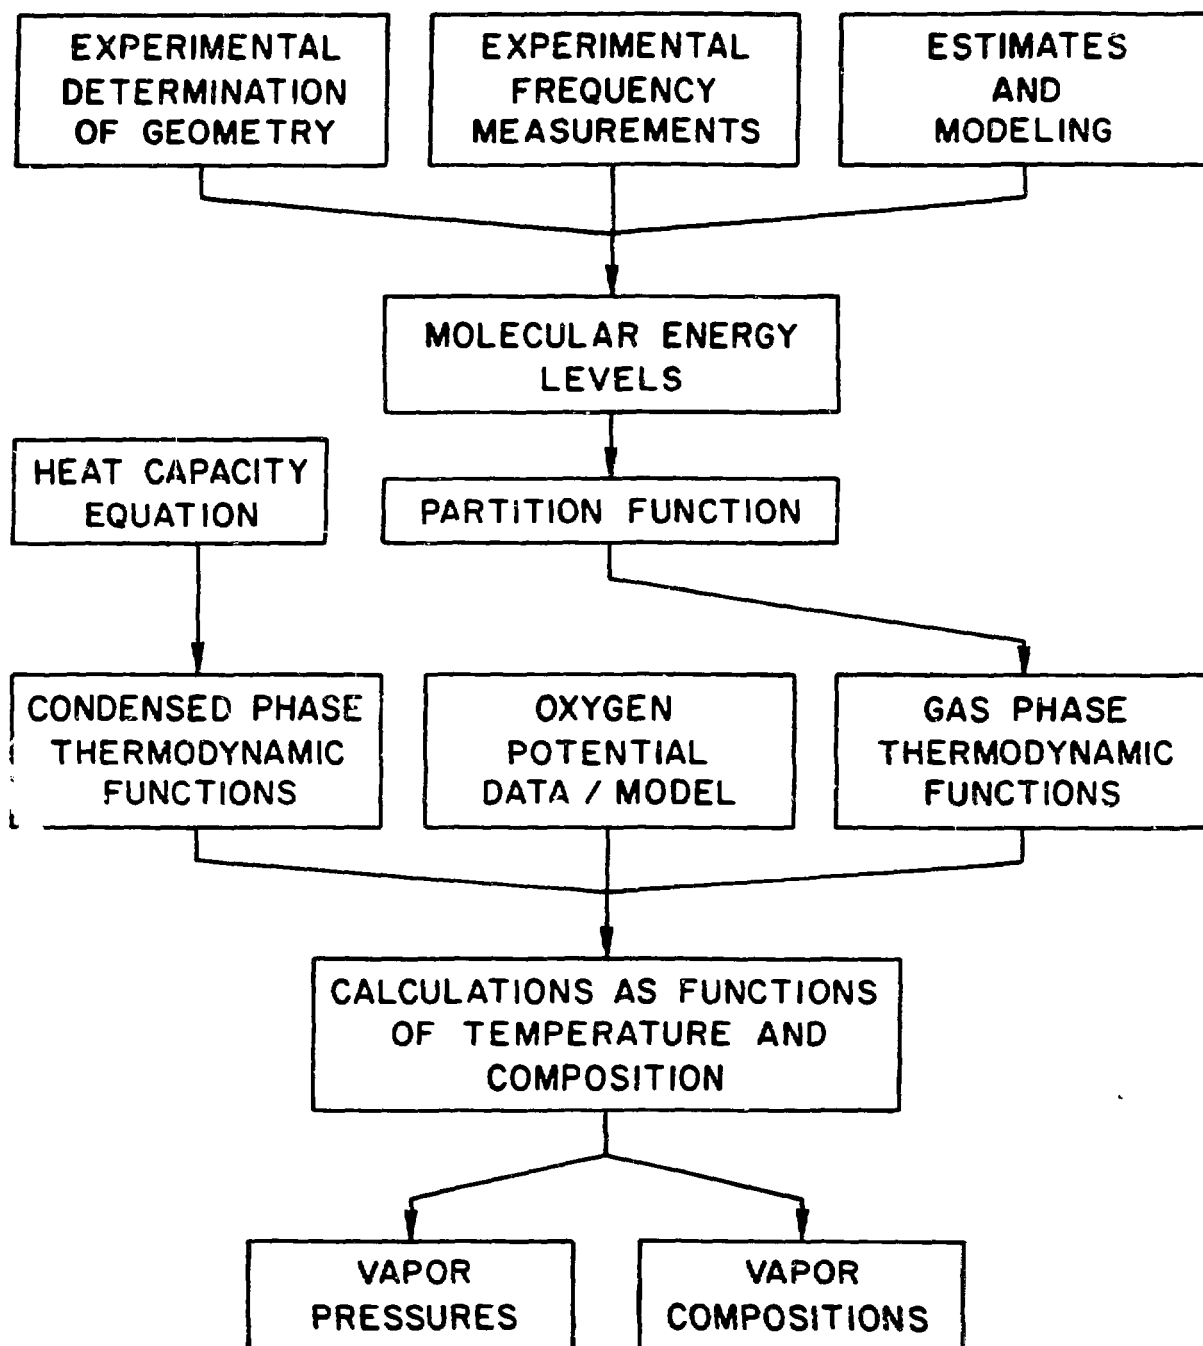 EXPERIMENTAL
DETERMINATION
OF GEOMETRY
EXPERIMENTAL
FREQUENCY
MEASUREMENTS
ESTIMATES
AND
MODELING
MOLECULAR ENERGY
LEVELS
HEAT CAPACITY
EQUATION
PARTITION FUNCTION
CONDENSED PHASE
THERMODYNAMIC
FUNCTIONS
OXYGEN
POTENTIAL
DATA / MODEL
GAS PHASE
THERMODYNAMIC
FUNCTIONS
CALCULATIONS AS FUNCTIONS
OF TEMPERATURE AND
COMPOSITION
VAPOR
PRESSURES
VAPOR
COMPOSITIONS